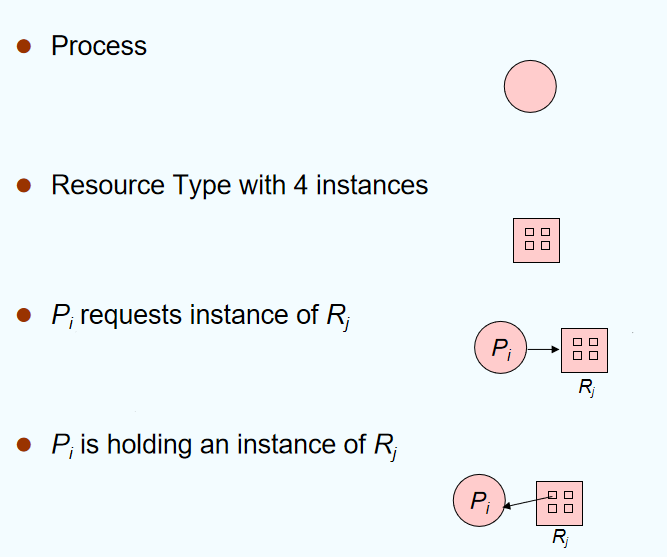 Process
Resource Type with 4 instances
Pi requests instance of Rj
Pi
Rj
Pi is holding an instance of Rj
Pi
Rj